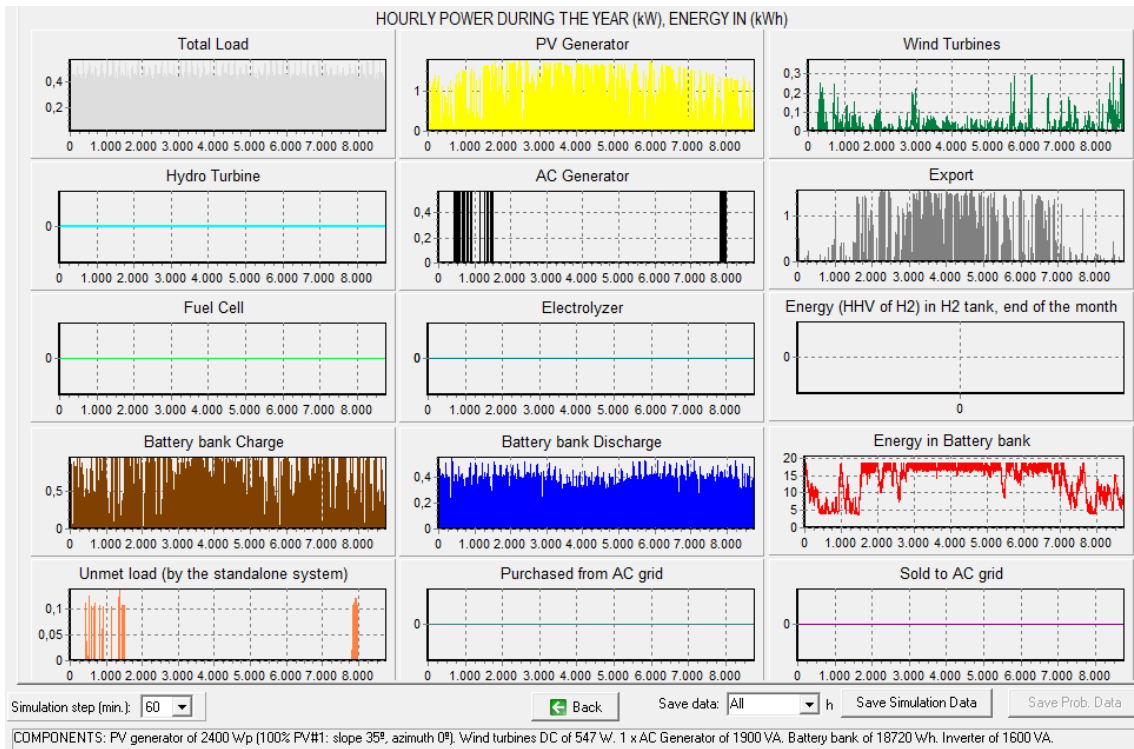 HOURLY POWER DURING THE YEAR (kW), ENERGY IN (kWh)
Total Load
0,4
0,2
0 1.000 2.000 3.000 4.000 5.000 6.000 7.000 8.000
PV Generator
1
0
0 1.000 2.000 3.000 4.000 5.000 6.000 7.000 8.000
Wind Turbines
0,3
0,2
0,1
0
0 1.000 2.000 3.000 4.000 5.000 6.000 7.000 8.000
Hydro Turbine
0
0 1.000 2.000 3.000 4.000 5.000 6.000 7.000 8.000
AC Generator
0,4
0,2
0
0 1.000 2.000 3.000 4.000 5.000 6.000 7.000 8.000
Export
1
0
0 1.000 2.000 3.000 4.000 5.000 6.000 7.000 8.000
Fuel Cell
0
0 1.000 2.000 3.000 4.000 5.000 6.000 7.000 8.000
Electrolyzer
0
0 1.000 2.000 3.000 4.000 5.000 6.000 7.000 8.000
Energy (HHV of H2) in H2 tank, end of the month
0
0
Battery bank Charge
0,5
0
0 1.000 2.000 3.000 4.000 5.000 6.000 7.000 8.000
Battery bank Discharge
0,4
0,2
0
0 1.000 2.000 3.000 4.000 5.000 6.000 7.000 8.000
Energy in Battery bank
20
15
10
5
0
0 1.000 2.000 3.000 4.000 5.000 6.000 7.000 8.000
Unmet load (by the standalone system)
0,1
0,05
0
0 1.000 2.000 3.000 4.000 5.000 6.000 7.000 8.000
Purchased from AC grid
0
0 1.000 2.000 3.000 4.000 5.000 6.000 7.000 8.000
Sold to AC grid
0
0 1.000 2.000 3.000 4.000 5.000 6.000 7.000 8.000
Simulation step (min.): 60 Back Save data: All h Save Simulation Data Save Prob. Data
COMPONENTS: PV generator of 2400 Wp (100% PV#1: slope 35º, azimuth 0º). Wind turbines DC of 547 W. 1 x AC Generator of 1900 VA. Battery bank of 18720 Wh. Inverter of 1600 VA.